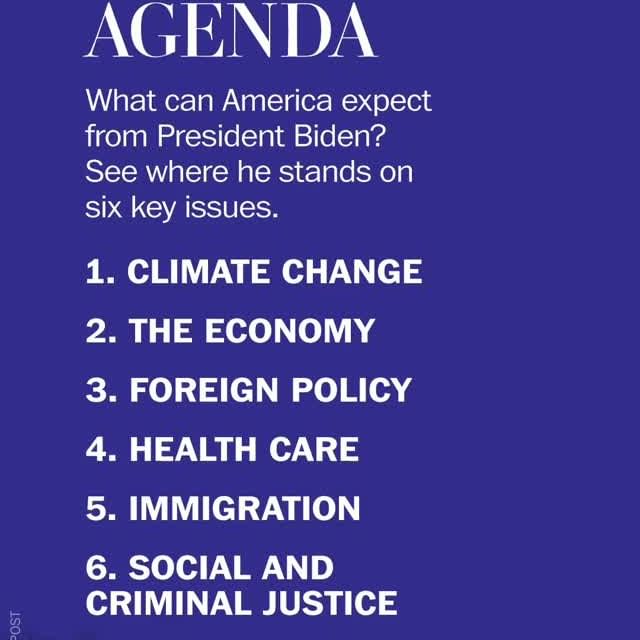 AGENDA
What can America expect
from President Biden?
See where he stands on
six key issues.
1. CLIMATE CHANGE
2. THE ECONOMY
3. FOREIGN POLICY
4. HEALTH CARE
5. IMMIGRATION
6. SOCIAL AND
CRIMINAL JUSTICE
POST